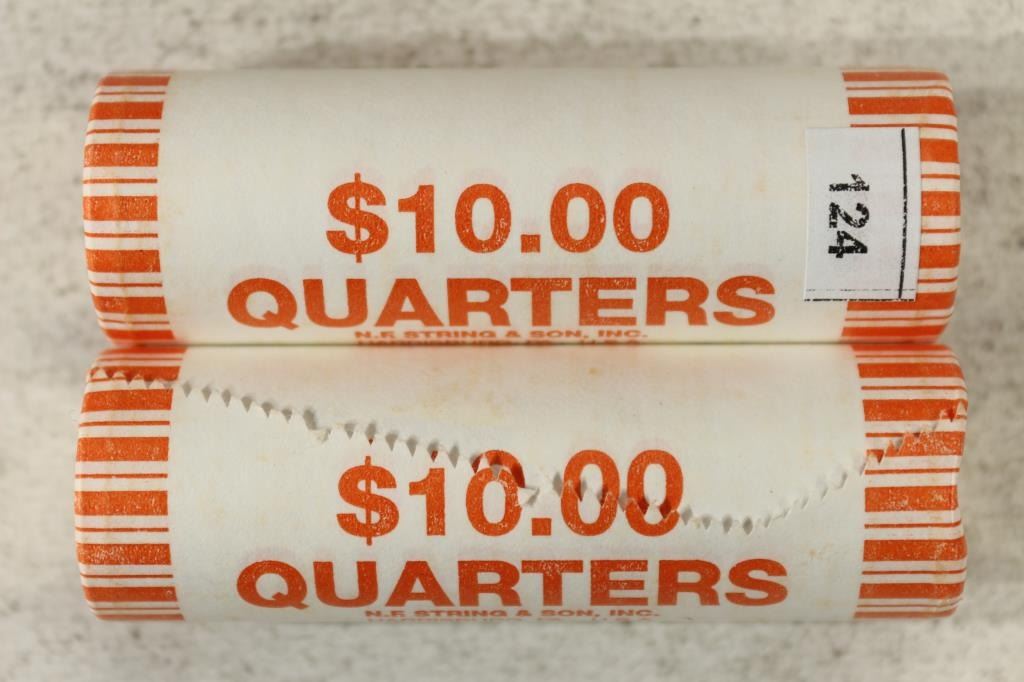 $10.00
QUARTERS
N.F. STRING & SON, INC.
124
$10.00
QUARTERS
N.F. STRING & SON, INC.